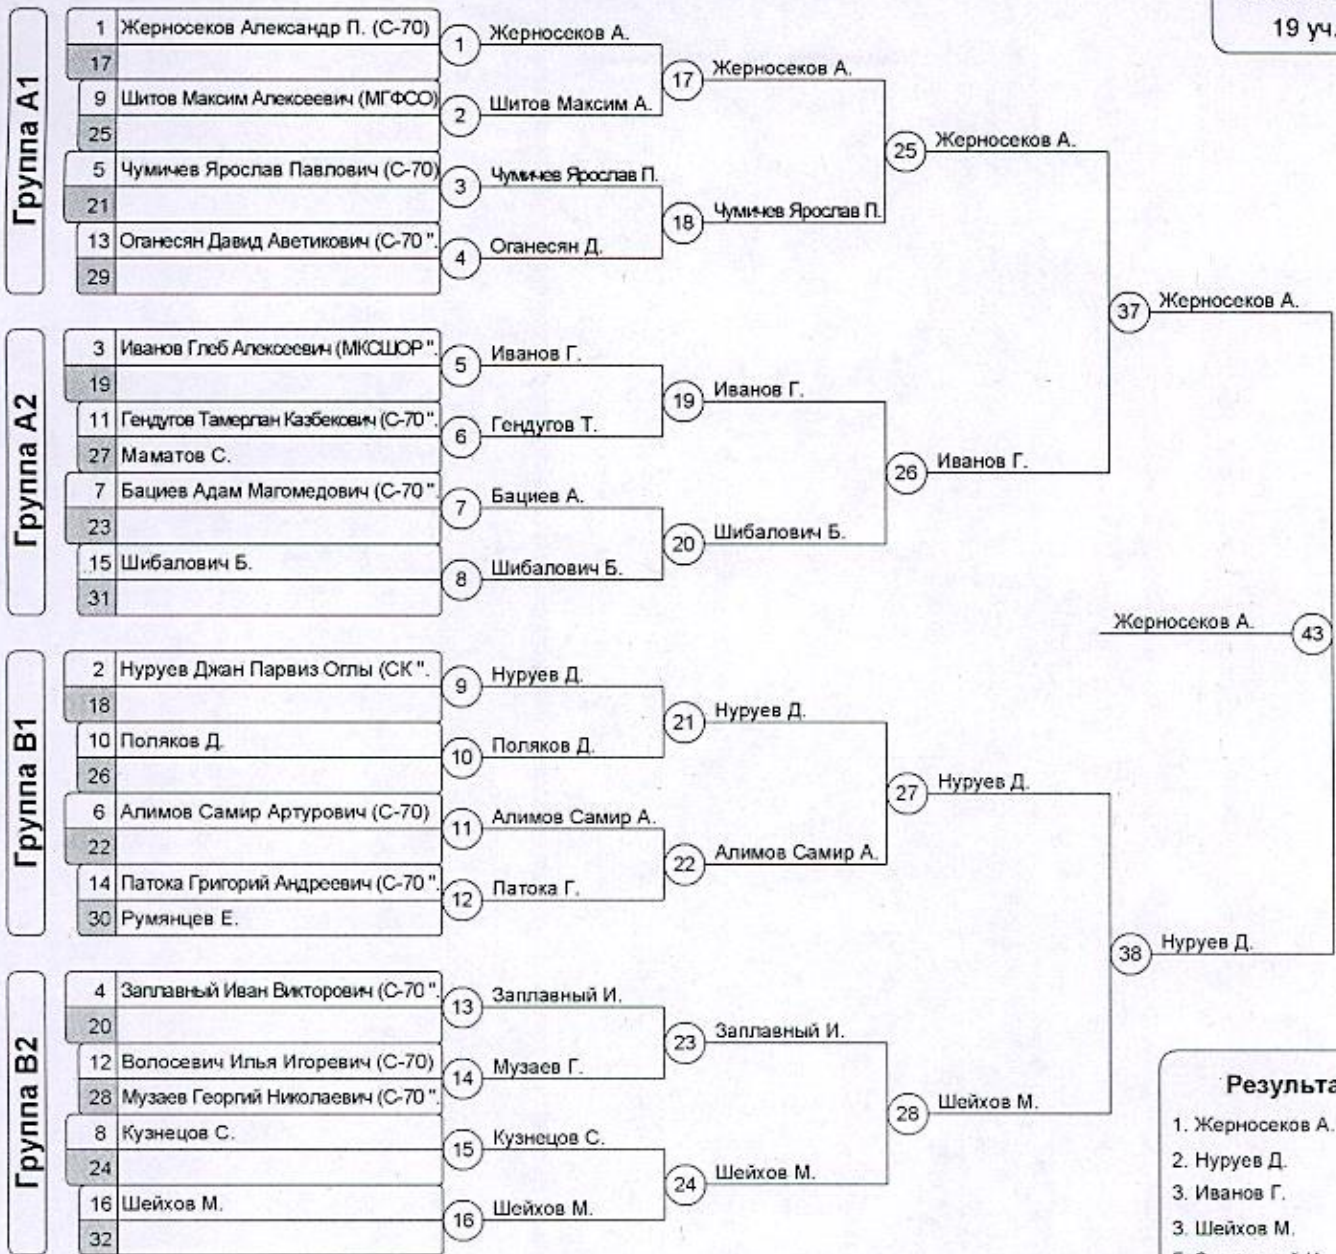 19 уч.
Группа A1
1 Жерносеков Александр П. (С-70)
17
9 Шитов Максим Алексеевич (МГФСО)
25
5 Чумичев Ярослав Павлович (С-70)
21
13 Оганесян Давид Аветикович (С-70 ".
29
1 Жерносеков А.
2 Шитов Максим А.
3 Чумичев Ярослав П.
4 Оганесян Д.
17 Жерносеков А.
18 Чумичев Ярослав П.
25 Жерносеков А.
Группа A2
3 Иванов Глеб Алексеевич (МКСШОР ".
19
11 Гендугов Тамерлан Казбекович (С-70 ".
27 Маматов С.
7 Бациев Адам Магомедович (С-70 ".
23
15 Шибалович Б.
31
5 Иванов Г.
6 Гендугов Т.
7 Бациев А.
8 Шибалович Б.
19 Иванов Г.
20 Шибалович Б.
26 Иванов Г.
37 Жерносеков А.
Жерносеков А. 43
Группа B1
2 Нуруев Джан Парвиз Оглы (СК ".
18
10 Поляков Д.
26
6 Алимов Самир Артурович (С-70)
22
14 Патока Григорий Андреевич (С-70 ".
30 Румянцев Е.
9 Нуруев Д.
10 Поляков Д.
11 Алимов Самир А.
12 Патока Г.
21 Нуруев Д.
22 Алимов Самир А.
27 Нуруев Д.
38 Нуруев Д.
Группа B2
4 Заплавный Иван Викторович (С-70 ".
20
12 Волосевич Илья Игоревич (С-70)
28 Музаев Георгий Николаевич (С-70 ".
8 Кузнецов С.
24
16 Шейхов М.
32
13 Заплавный И.
14 Музаев Г.
15 Кузнецов С.
16 Шейхов М.
23 Заплавный И.
24 Шейхов М.
28 Шейхов М.
Результа
1. Жерносеков А.
2. Нуруев Д.
3. Иванов Г.
3. Шейхов М.